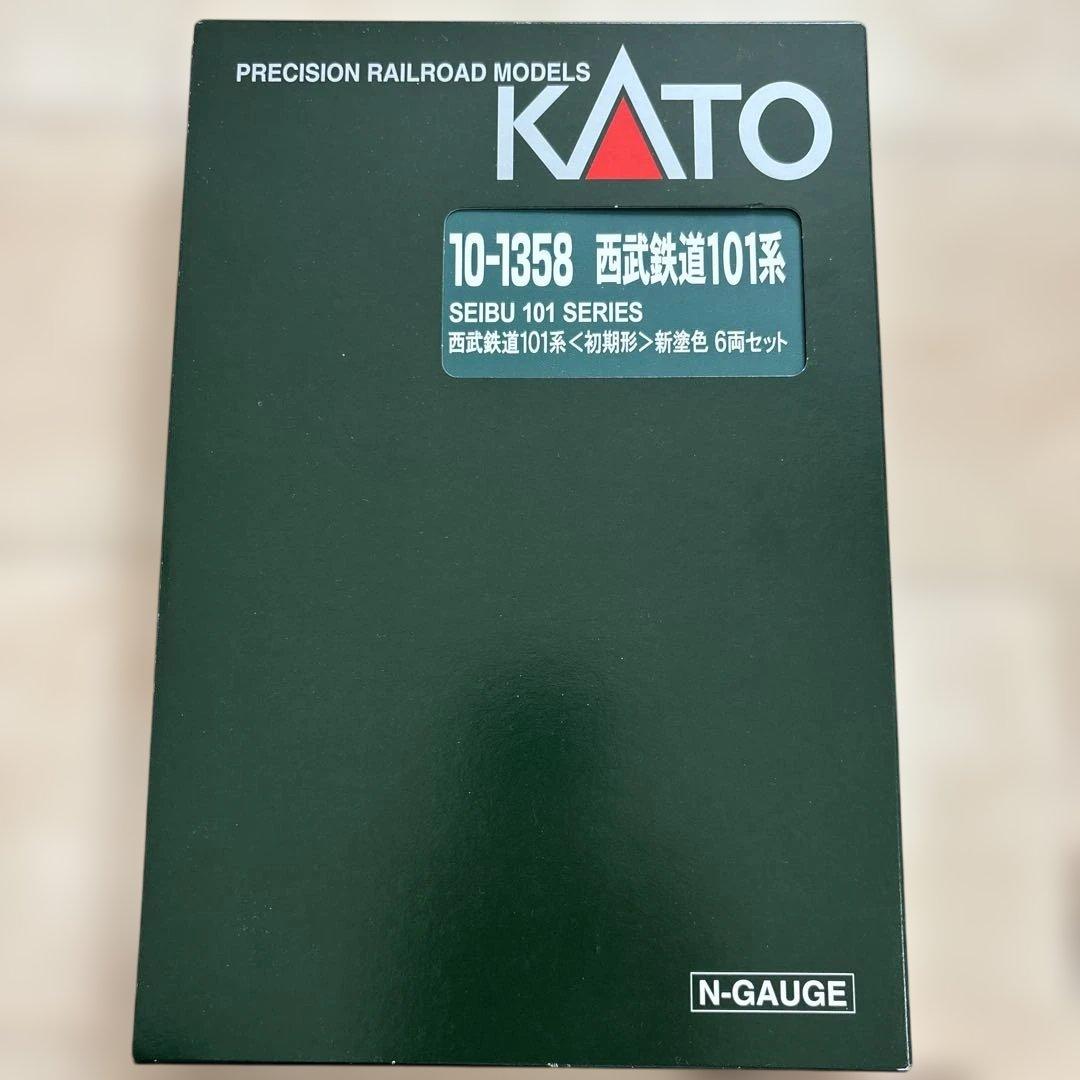 PRECISION RAILROAD MODELS
KATO
10-1358 西武鉄道101系
SEIBU 101 SERIES
西武鉄道101系<初期形>新塗色 6両セット
N-GAUGE